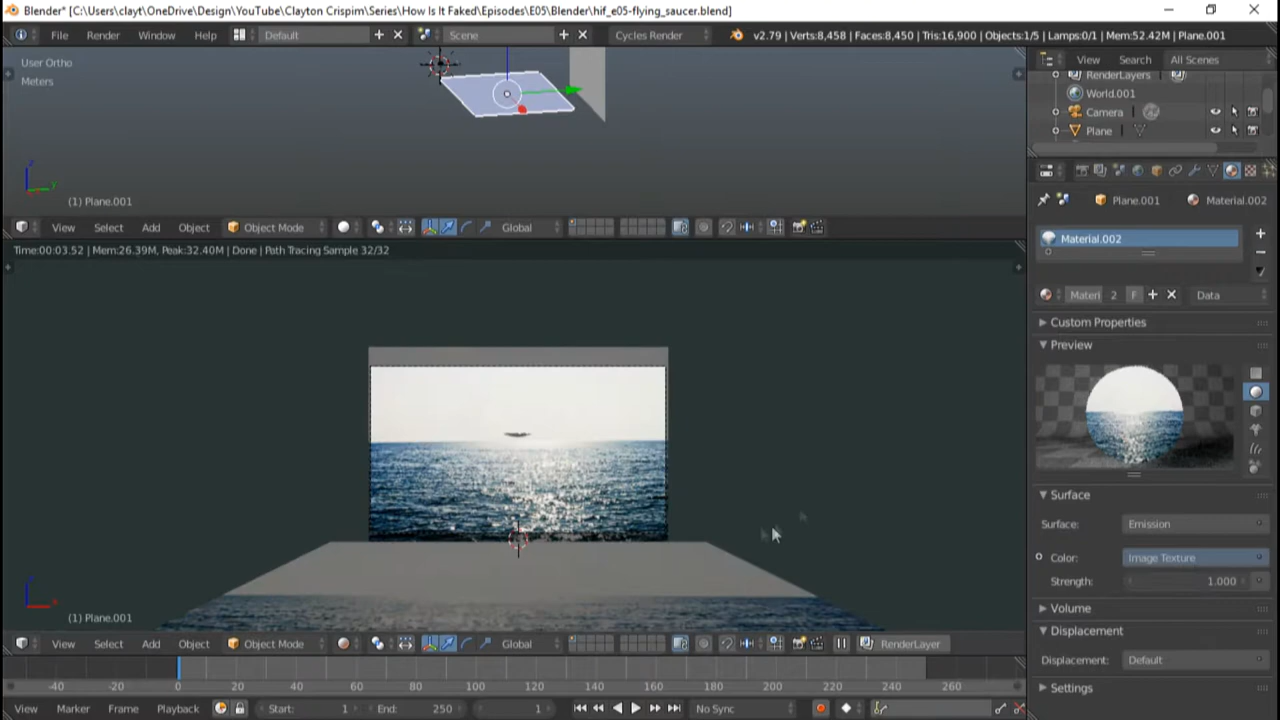 Blender* [C:\Users\clayt\OneDrive\Design\YouTube\Clayton Crispim\Series\How Is It Faked\Episodes\E05\Blender\hif_e05-flying_saucer.blend]
File Render Window Help Default Scene Cycles Render v2.79 | Verts:8,458 | Faces:8,450 | Tris:16,900 | Objects:1/5 | Lamps:0/1 | Mem:52.42M | Plane.001
User Ortho
Meters
(1) Plane.001
View Select Add Object Object Mode Global
Time:00:03.52 | Mem:26.39M, Peak:32.40M | Done | Path Tracing Sample 32/32
(1) Plane.001
View Select Add Object Object Mode Global RenderLayer
-40 -20 0 20 40 60 80 100 120 140 160 180 200 220 240 260
View Marker Frame Playback Start: 1 End: 250 1 No Sync
View Search All Scenes
RenderLayers
World.001
Camera
Plane
Plane.001 Material.002
Material.002
Materi 2 F Data
Custom Properties
Preview
Surface
Surface: Emission
Color: Image Texture
Strength: 1.000
Volume
Displacement
Displacement: Default
Settings